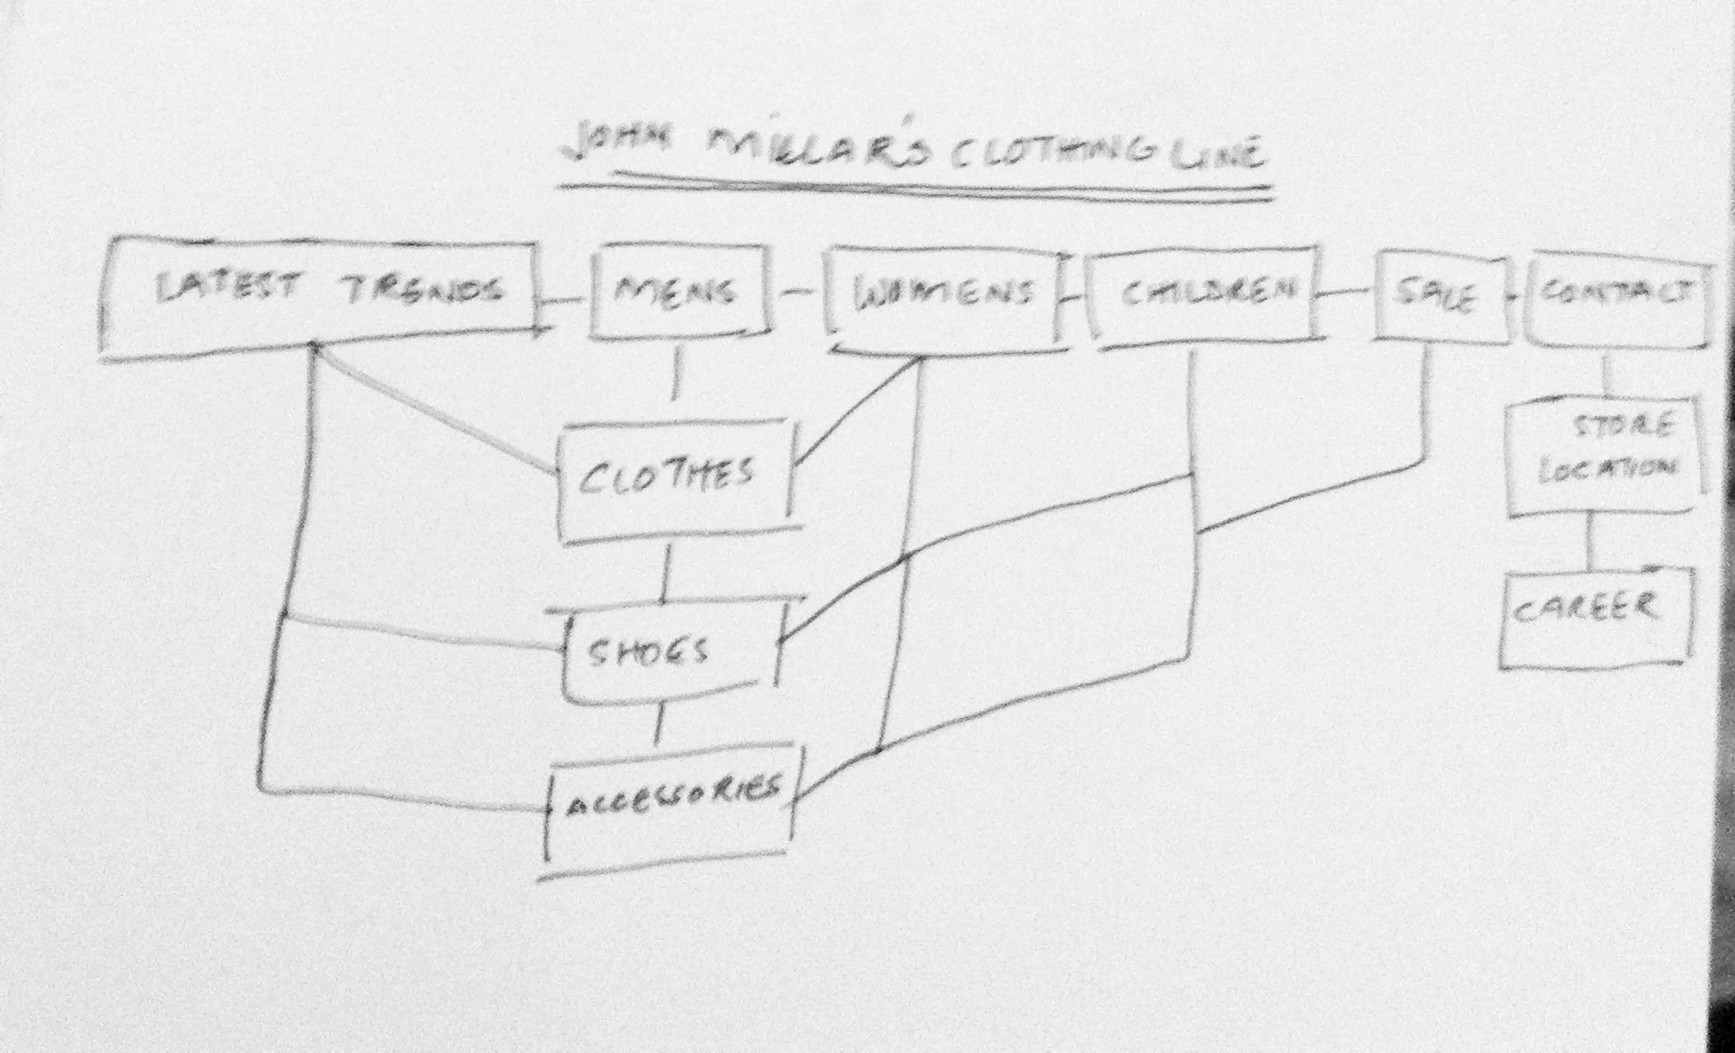 JOHN MILLAR'S CLOTHING LINE
LATEST TRENDS
MENS
WOMENS
CHILDREN
SALE
CONTACT
CLOTHES
STORE
LOCATION
SHOES
CAREER
ACCESSORIES